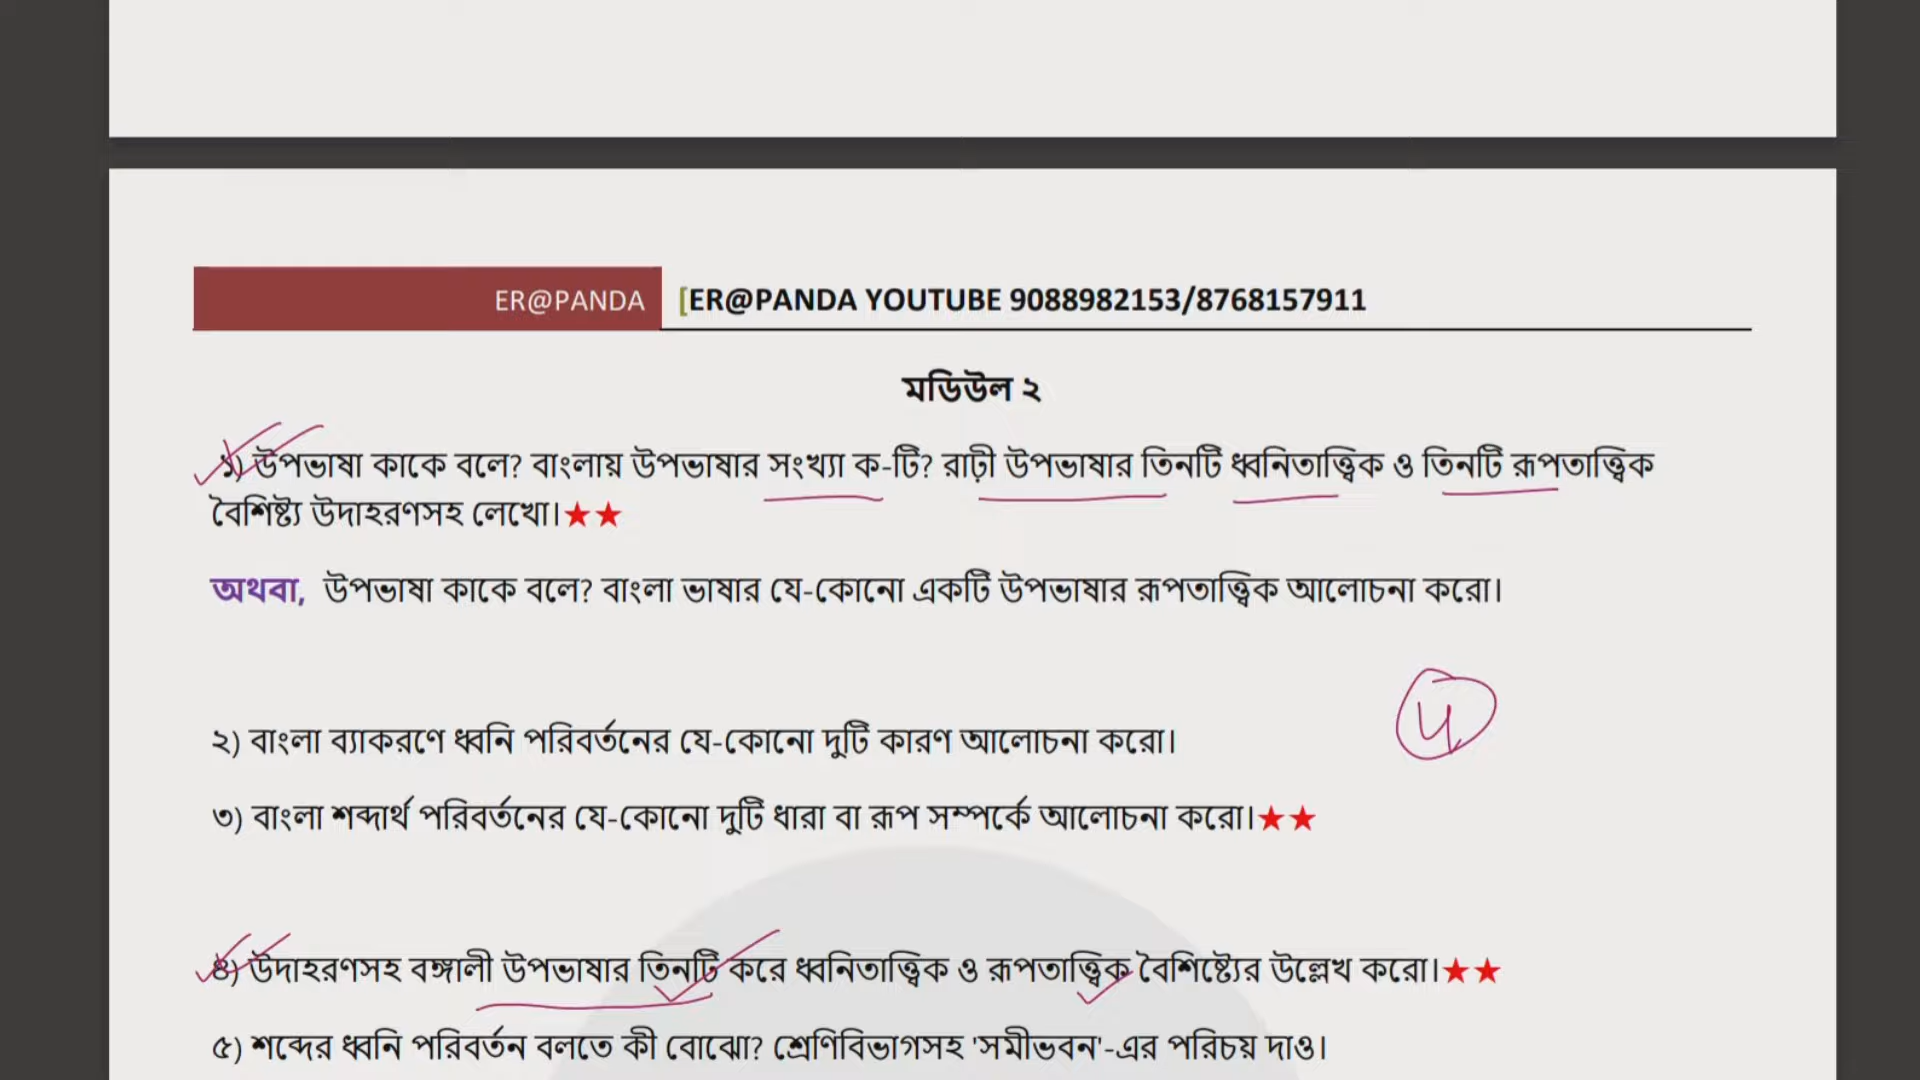 ER@PANDA [ER@PANDA YOUTUBE 9088982153/8768157911
মডিউল ২
১) উপভাষা কাকে বলে? বাংলায় উপভাষার সংখ্যা ক-টি? রাঢ়ী উপভাষার তিনটি ধ্বনিতাত্ত্বিক ও তিনটি রূপতাত্ত্বিক
বৈশিষ্ট্য উদাহরণসহ লেখো।★★
অথবা, উপভাষা কাকে বলে? বাংলা ভাষার যে-কোনো একটি উপভাষার রূপতাত্ত্বিক আলোচনা করো।
২) বাংলা ব্যাকরণে ধ্বনি পরিবর্তনের যে-কোনো দুটি কারণ আলোচনা করো।
৩) বাংলা শব্দার্থ পরিবর্তনের যে-কোনো দুটি ধারা বা রূপ সম্পর্কে আলোচনা করো।★★
৪) উদাহরণসহ বঙ্গালী উপভাষার তিনটি করে ধ্বনিতাত্ত্বিক ও রূপতাত্ত্বিক বৈশিষ্ট্যের উল্লেখ করো।★★
৫) শব্দের ধ্বনি পরিবর্তন বলতে কী বোঝো? শ্রেণিবিভাগসহ 'সমীভবন'-এর পরিচয় দাও।